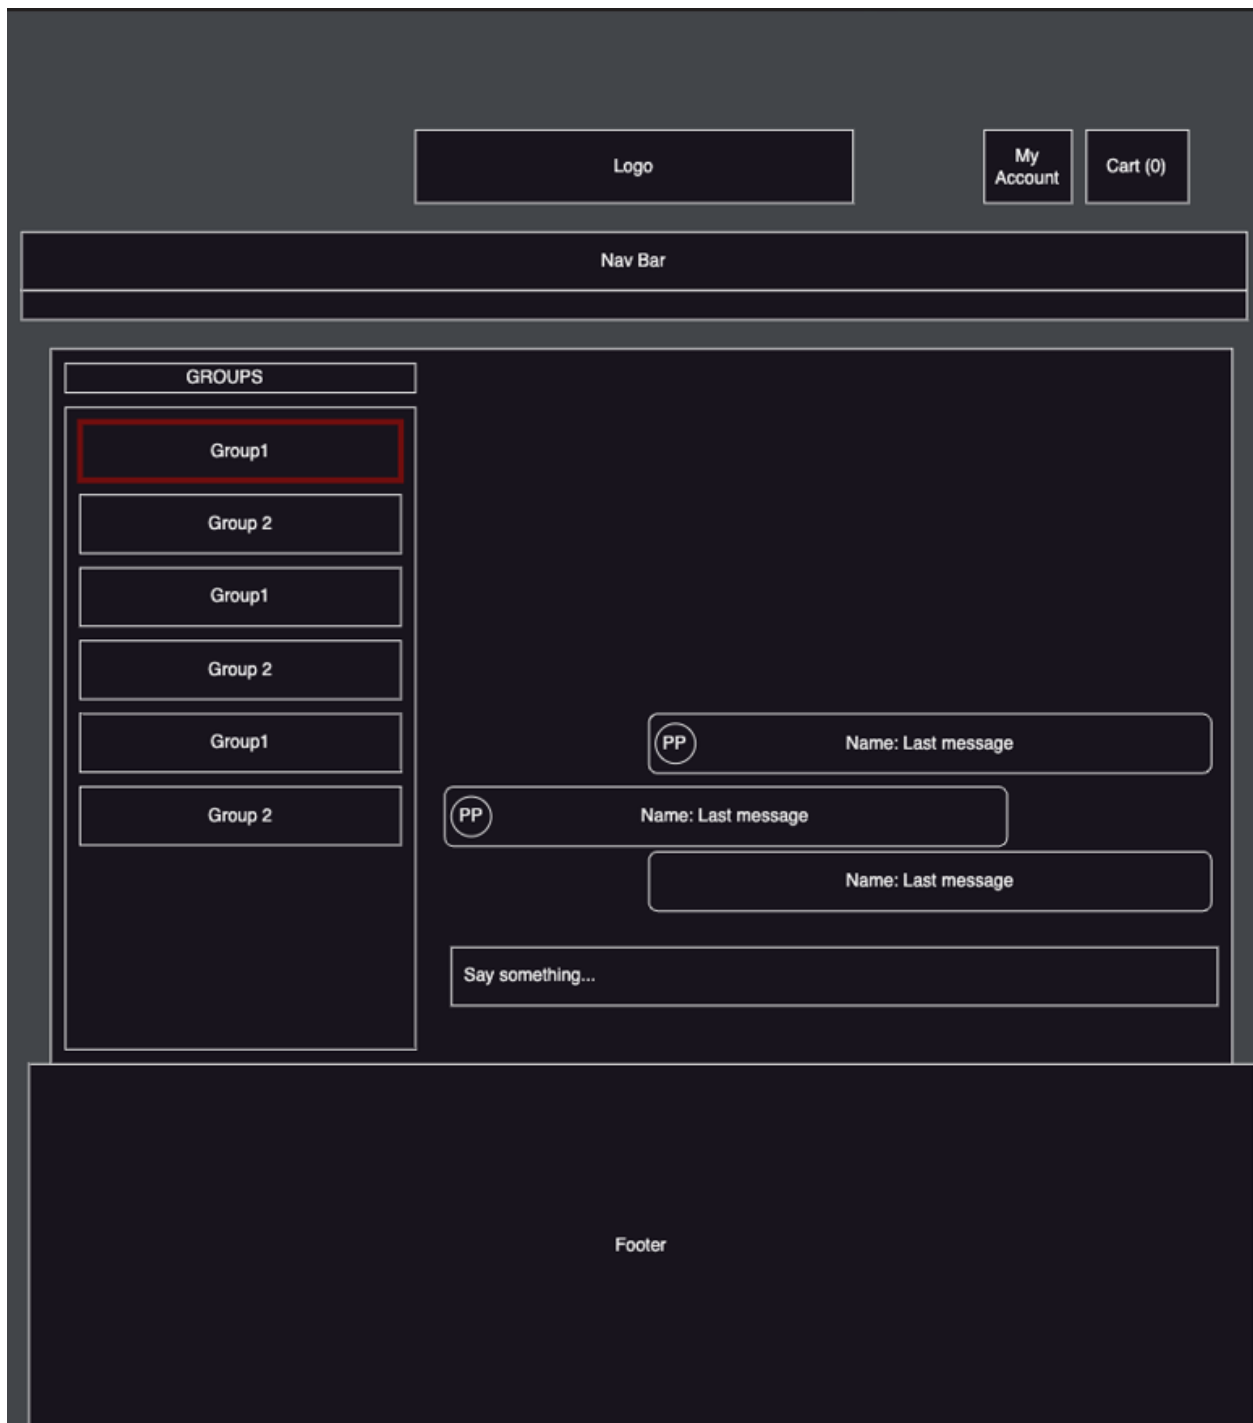 Logo
My
Account
Cart (0)
Nav Bar
GROUPS
Group1
Group 2
Group1
Group 2
Group1
Group 2
PP
Name: Last message
PP
Name: Last message
Name: Last message
Say something...
Footer